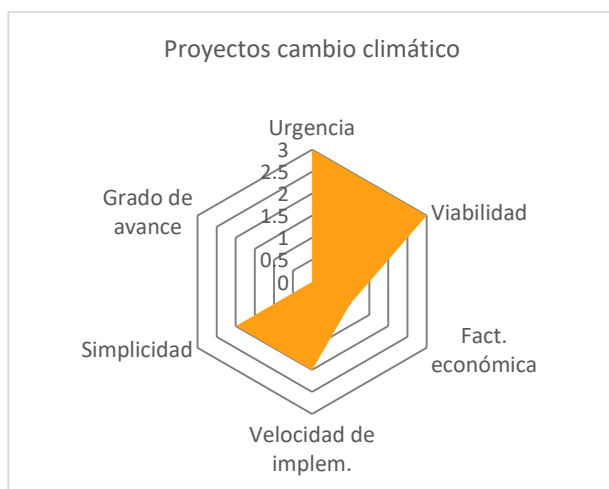 Proyectos cambio climático
Urgencia
3
2.5
2
1.5
1
0.5
0
Viabilidad
Fact.
económica
Velocidad de
implem.
Simplicidad
Grado de
avance